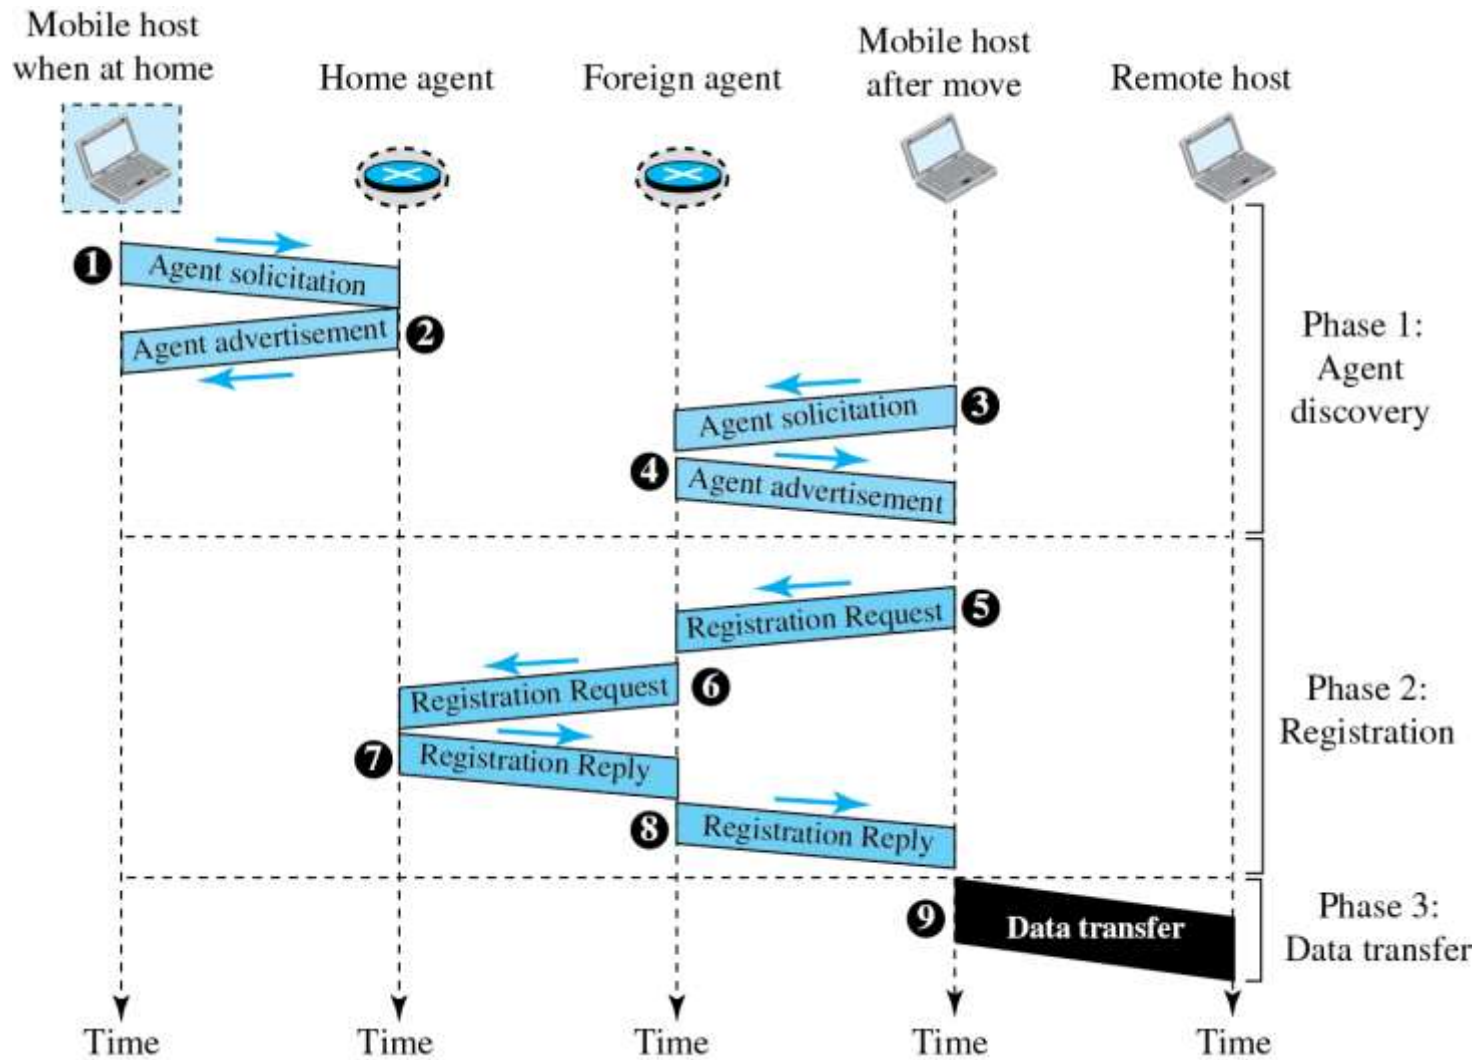 Mobile host
when at home
Home agent
Foreign agent
Mobile host
after move
Remote host
1
Agent solicitation
Agent advertisement
2
Agent solicitation
3
4
Agent advertisement
Phase 1:
Agent
discovery
Registration Request
5
Registration Request
6
7
Registration Reply
8
Registration Reply
Phase 2:
Registration
9
Data transfer
Phase 3:
Data transfer
Time
Time
Time
Time
Time